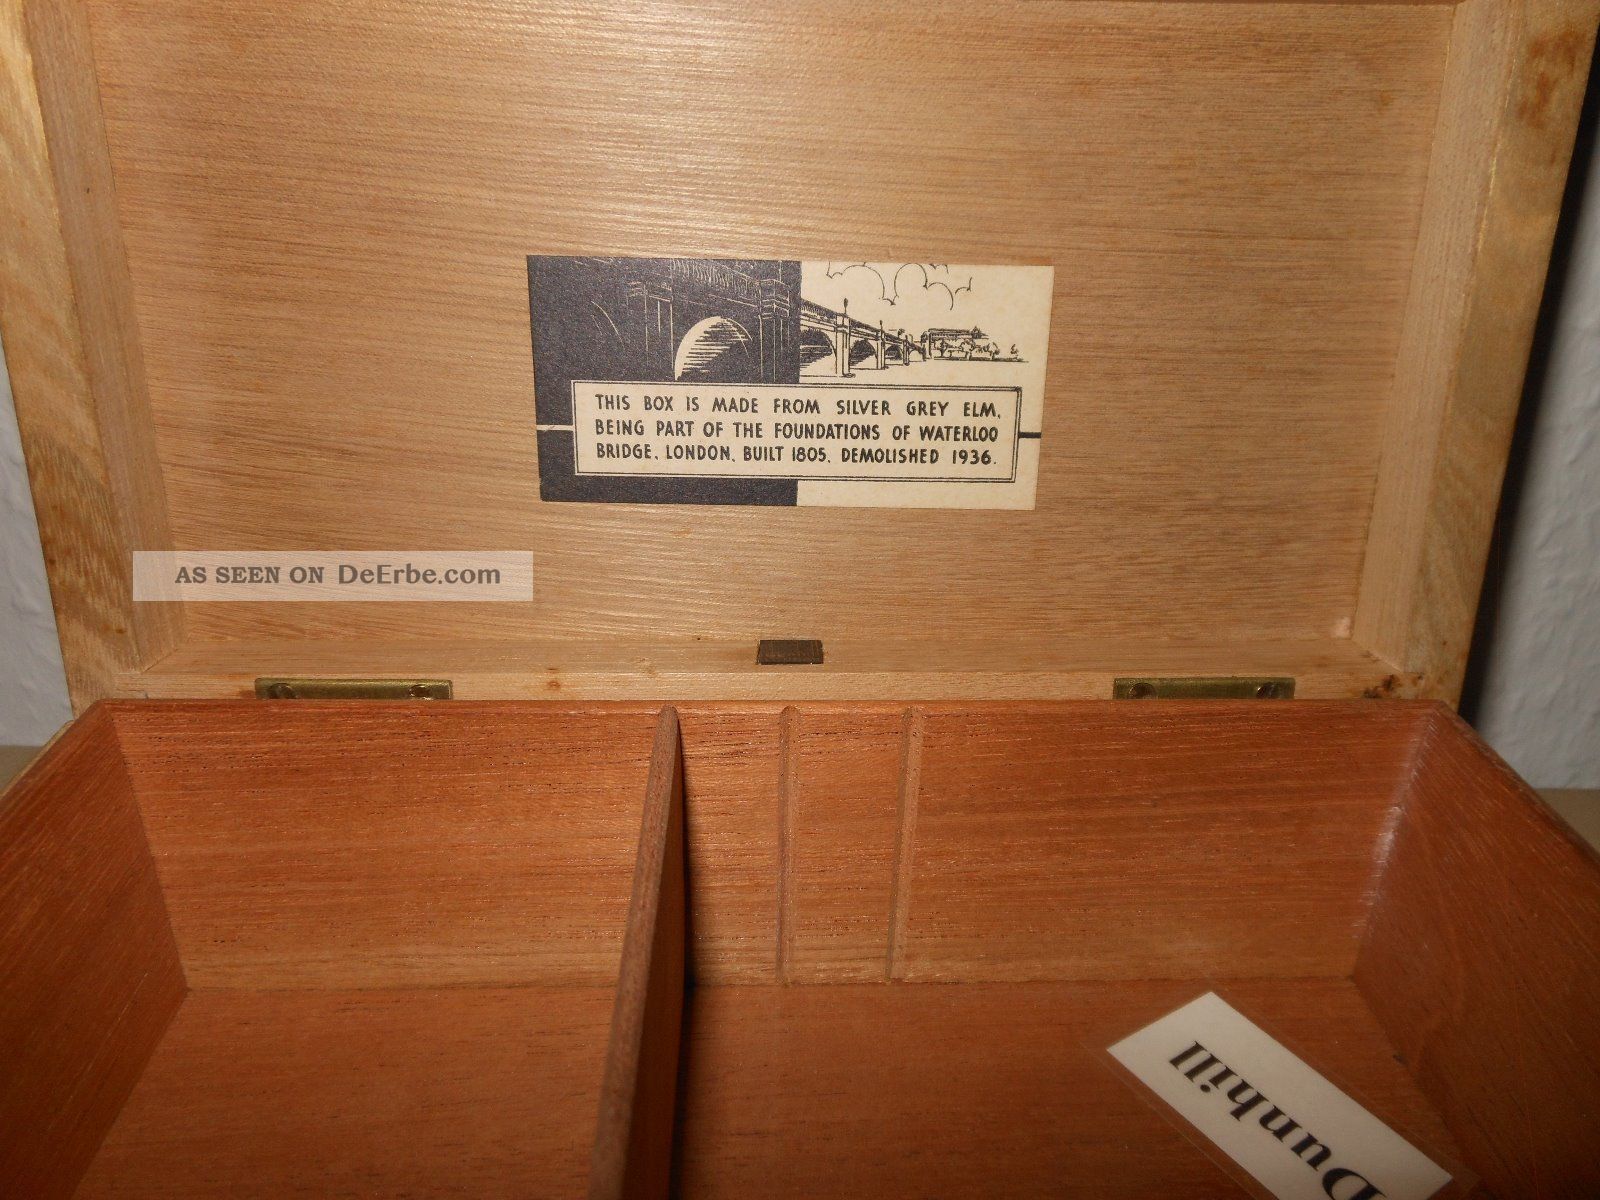 THIS BOX IS MADE FROM SILVER GREY ELM,
BEING PART OF THE FOUNDATIONS OF WATERLOO
BRIDGE, LONDON, BUILT 1805. DEMOLISHED 1936.
AS SEEN ON DeErbe.com
Dunhill